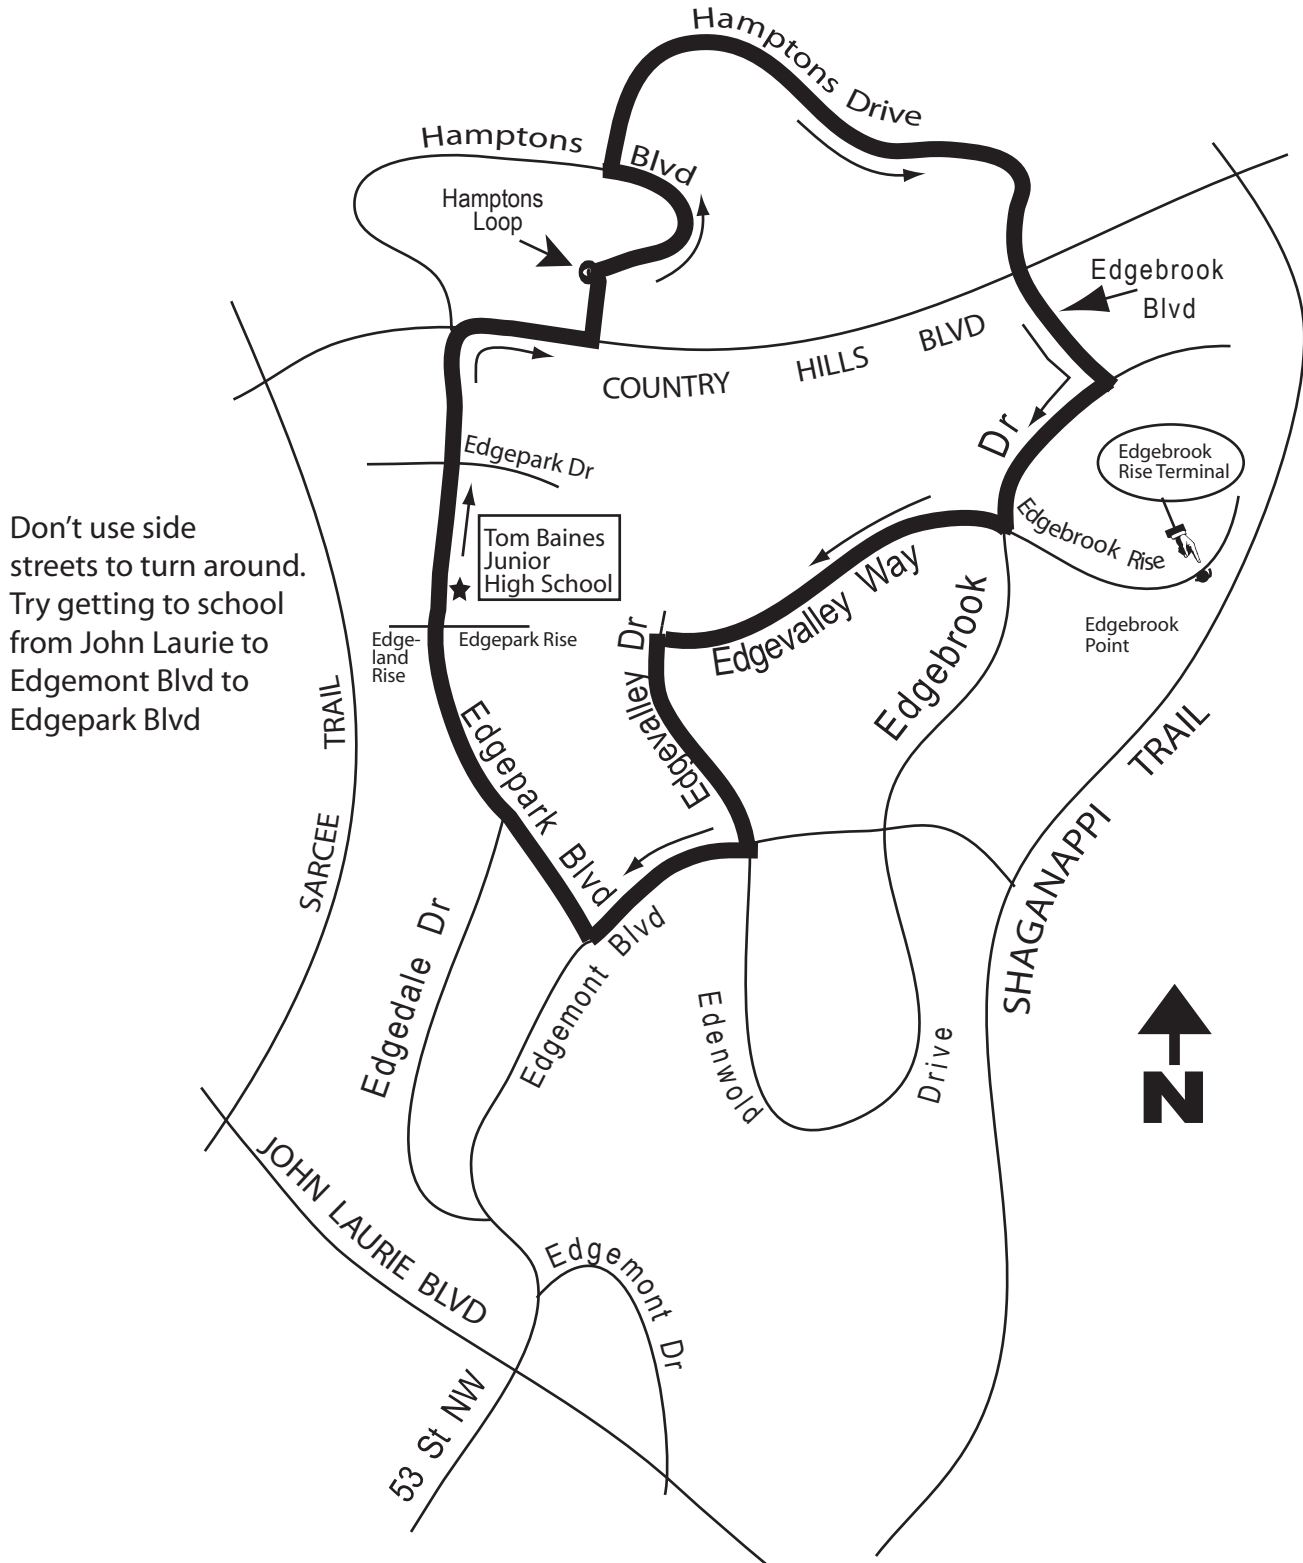 Hamptons Drive
Hamptons Blvd
Hamptons
Loop
Edgebrook
Blvd
COUNTRY HILLS BLVD
Dr
Edgepark Dr
Edgebrook
Rise Terminal
Edgebrook Rise
Tom Baines
Junior
High School
Don't use side
streets to turn around.
Try getting to school
from John Laurie to
Edgemont Blvd to
Edgepark Blvd
Edge-
land
Rise
Edgepark Rise
Edgevalley Way
Edgebrook
Edgebrook
Point
Edgevalley Dr
Edgevalley
SARCEE TRAIL
Edgepark Blvd
SHAGANAPPI TRAIL
Edgedale Dr
Edgemont Blvd
Edenwold Drive
N
JOHN LAURIE BLVD
Edgemont Dr
53 St NW